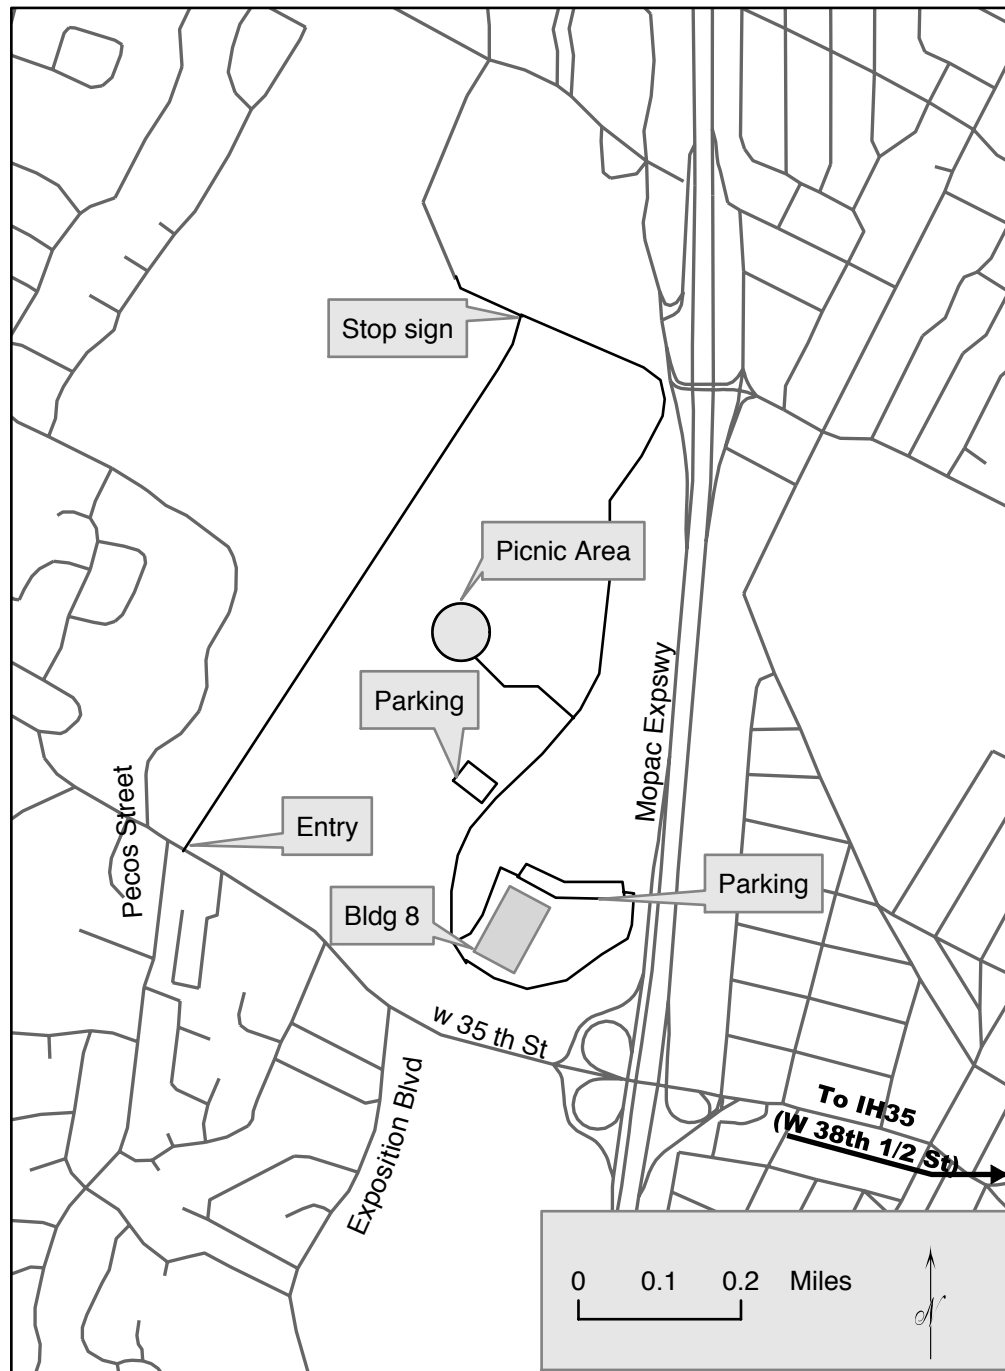 Stop sign
Picnic Area
Parking
Mopac Expswy
Pecos Street
Entry
Parking
Bldg 8
w 35 th St
Exposition Blvd
To IH35
(W 38th 1/2 St)
0 0.1 0.2 Miles
N